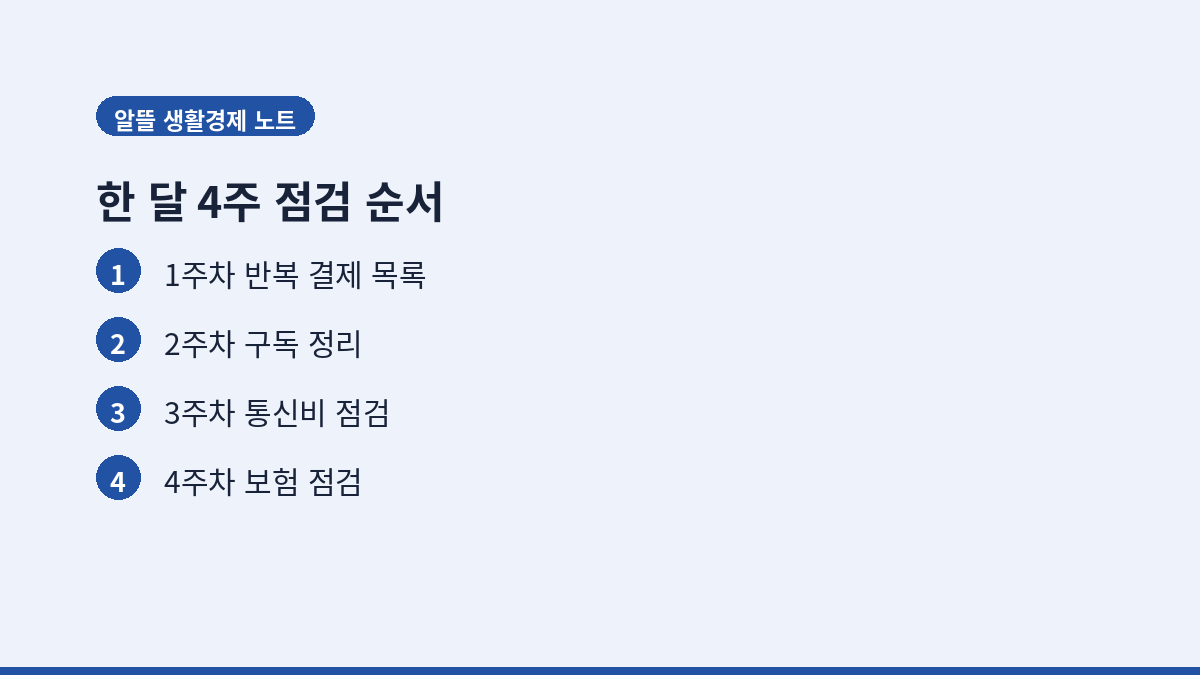 알뜰 생활경제 노트
한 달 4주 점검 순서
1 1주차 반복 결제 목록
2 2주차 구독 정리
3 3주차 통신비 점검
4 4주차 보험 점검